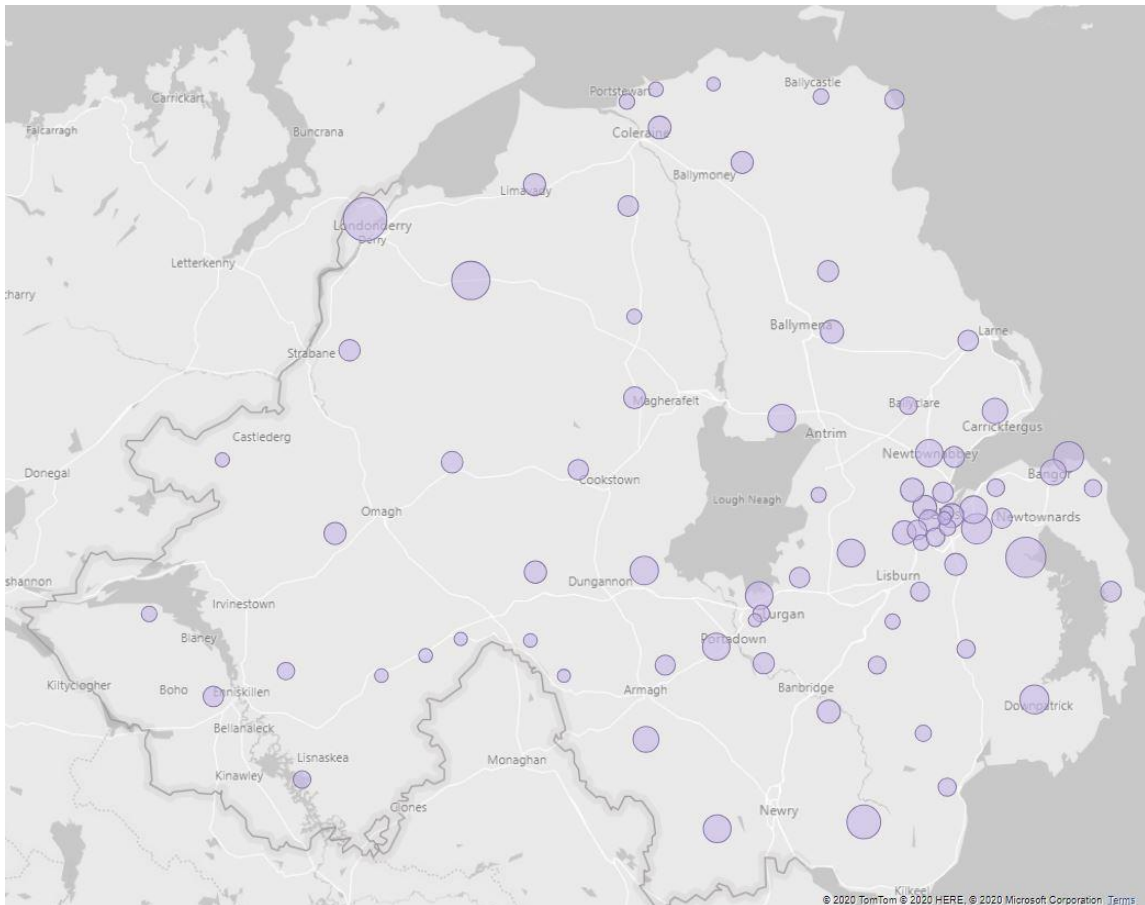 Ballycastle
Portstewart
Carrickart
Falcarragh
Buncrana
Coleraine
Ballymoney
Limavady
Londonderry
Derry
Letterkenny
charry
Ballymena
Larne
Strabane
Magherafelt
Ballyclare
Carrickfergus
Antrim
Castlederg
Newtownabbey
Donegal
Bangor
Cookstown
Lough Neagh
Omagh
Newtownards
shannon
Dungannon
Lisburn
Irvinestown
Lurgan
Blaney
Portadown
Kiltyclogher
Boho
Enniskillen
Armagh
Banbridge
Downpatrick
Bellanaleck
Lisnaskea
Monaghan
Kinawley
Clones
Newry
Kilkeel
© 2020 TomTom © 2020 HERE, © 2020 Microsoft Corporation Terms